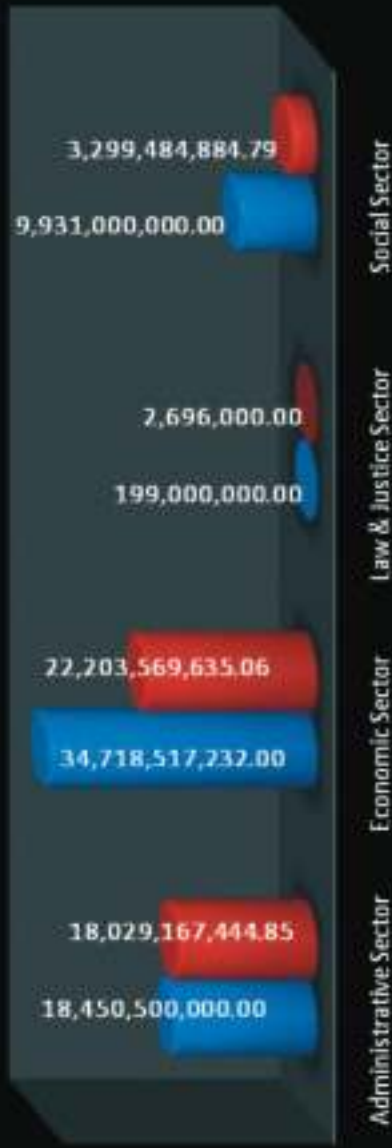 3,299,484,884.79
9,931,000,000.00
Social Sector
2,696,000.00
199,000,000.00
Law & Justice Sector
22,203,569,635.06
34,718,517,232.00
Economic Sector
18,029,167,444.85
18,450,500,000.00
Administrative Sector